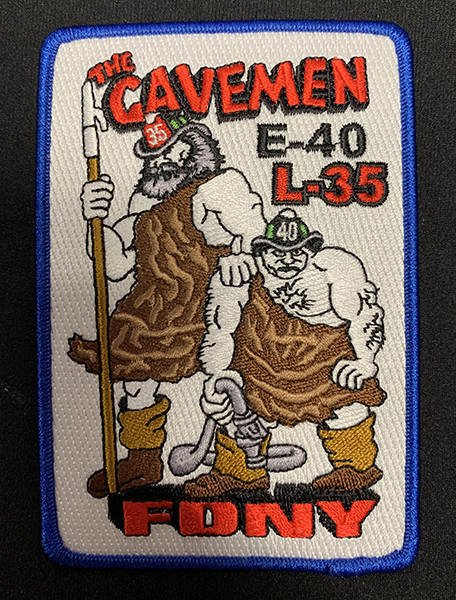 THE
CAVEMEN
E-40
L-35
35
40
FDNY